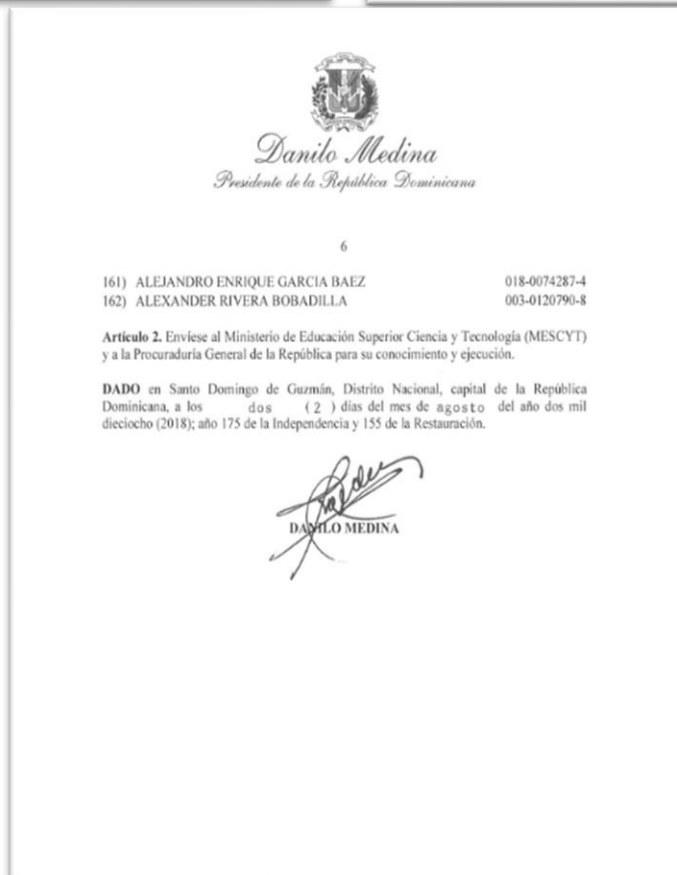 Danilo Medina
Presidente de la República Dominicana
6
161) ALEJANDRO ENRIQUE GARCIA BAEZ 018-0074287-4
162) ALEXANDER RIVERA BOBADILLA 003-0120790-8
Artículo 2. Envíese al Ministerio de Educación Superior Ciencia y Tecnología (MESCYT)
y a la Procuraduría General de la República para su conocimiento y ejecución.
DADO en Santo Domingo de Guzmán, Distrito Nacional, capital de la República
Dominicana, a los dos ( 2 ) días del mes de agosto del año dos mil
dieciocho (2018); año 175 de la Independencia y 155 de la Restauración.
DANILO MEDINA